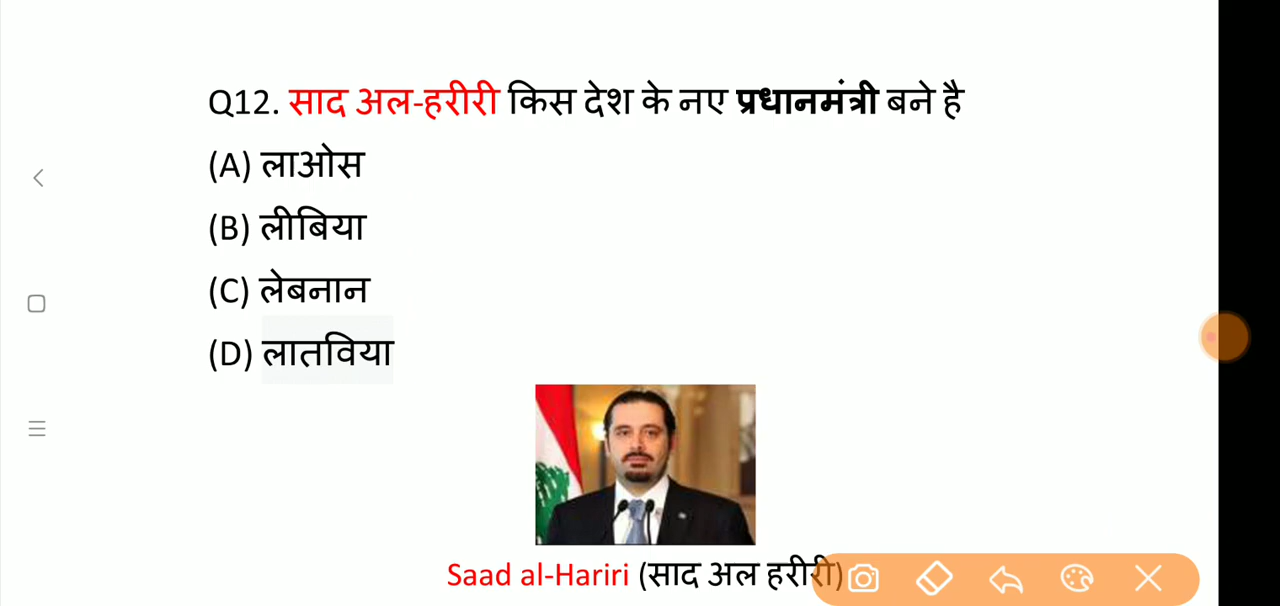 Q12. साद अल-हरीरी किस देश के नए प्रधानमंत्री बने है
(A) लाओस
(B) लीबिया
(C) लेबनान
(D) लातविया
Saad al-Hariri (साद अल हरीरी)